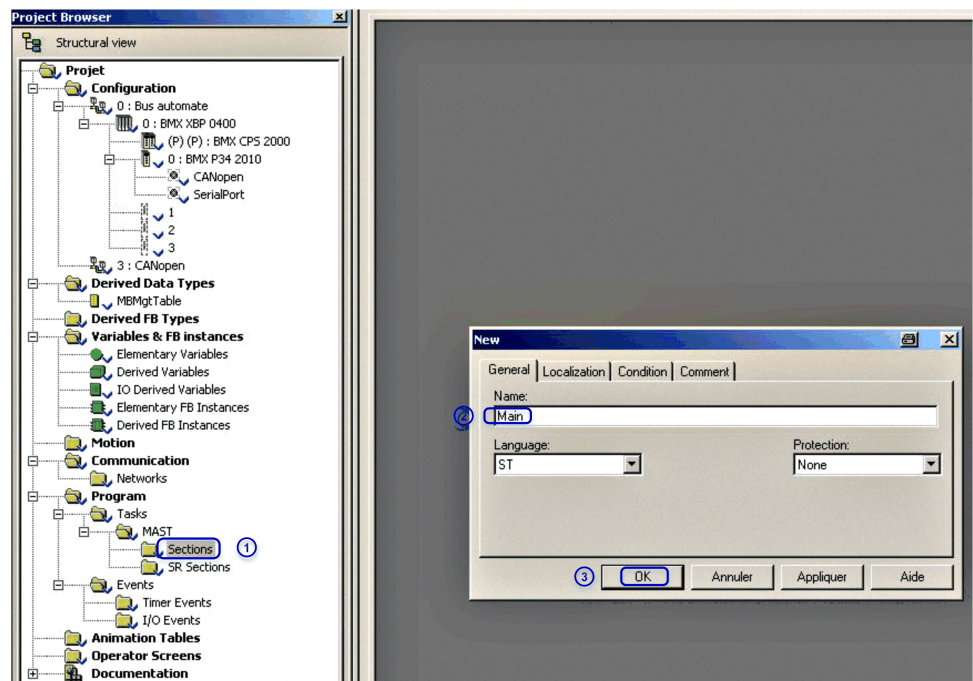 Project Browser
Structural view
Projet
Configuration
0 : Bus automate
0 : BMX XBP 0400
(P) (P) : BMX CPS 2000
0 : BMX P34 2010
CANopen
SerialPort
1
2
3
3 : CANopen
Derived Data Types
MBMgtTable
Derived FB Types
Variables & FB instances
Elementary Variables
Derived Variables
IO Derived Variables
Elementary FB Instances
Derived FB Instances
Motion
Communication
Networks
Program
Tasks
MAST
Sections 1
SR Sections
Events
Timer Events
I/O Events
Animation Tables
Operator Screens
Documentation
New
General Localization Condition Comment
Name:
2 Main
Language: Protection:
ST None
3 OK Annuler Appliquer Aide